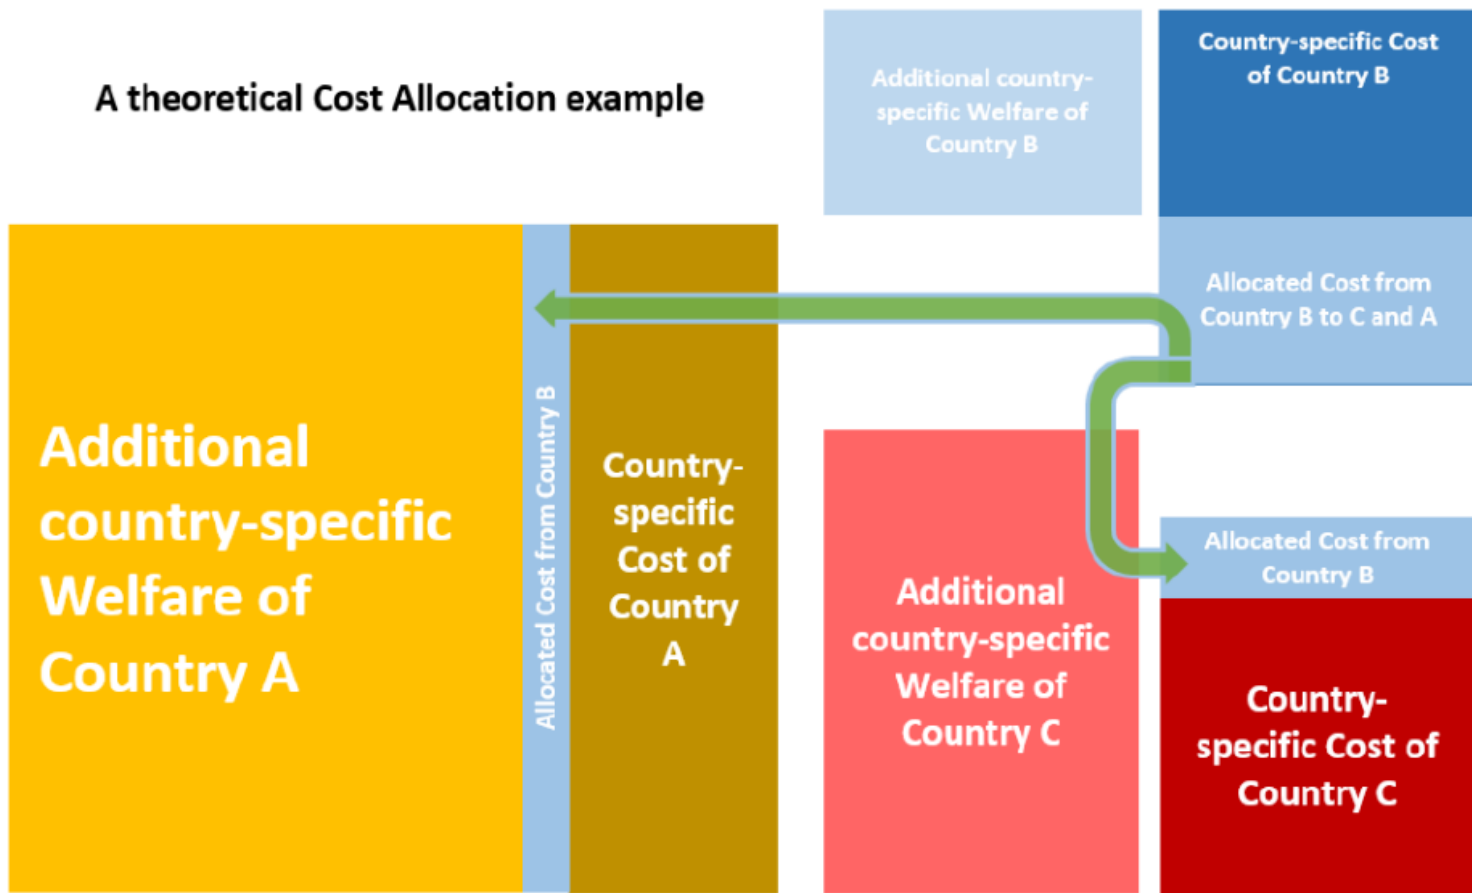 A theoretical Cost Allocation example
Additional country-
specific Welfare of
Country B
Country-specific Cost
of Country B
Allocated Cost from
Country B to C and A
Additional
country-specific
Welfare of
Country A
Allocated Cost from Country B
Country-
specific
Cost of
Country
A
Additional
country-specific
Welfare of
Country C
Allocated Cost from
Country B
Country-
specific Cost of
Country C